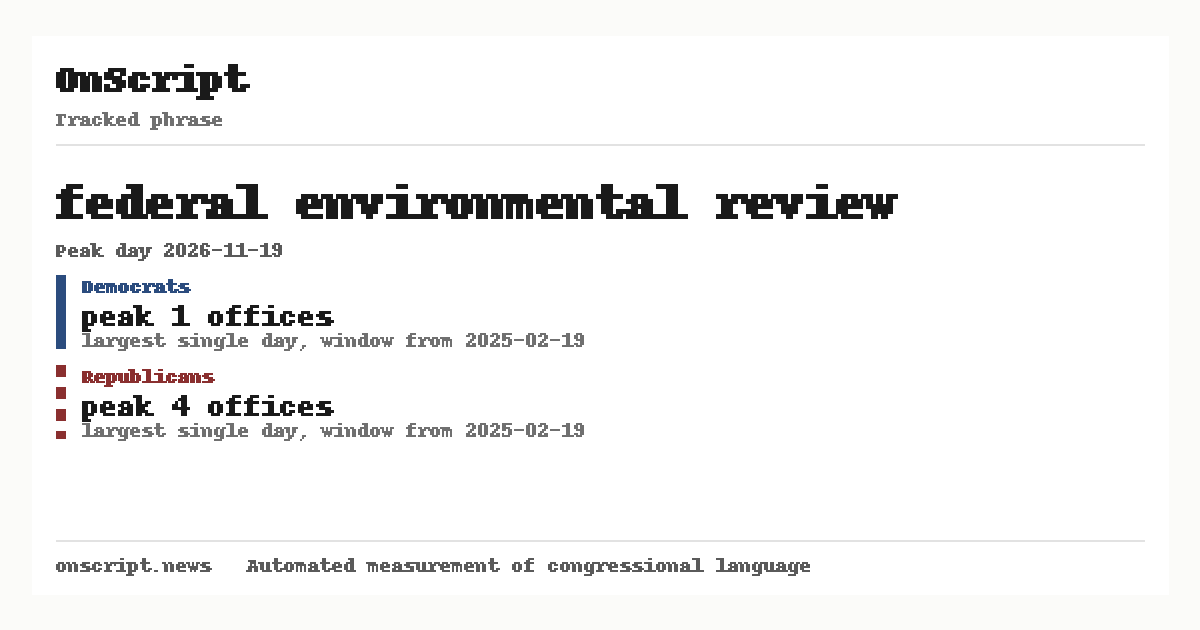 OnScript
Tracked phrase
federal environmental review
Peak day 2026-11-19
Democrats
peak 1 offices
largest single day, window from 2025-02-19
Republicans
peak 4 offices
largest single day, window from 2025-02-19
onscript.news Automated measurement of congressional language